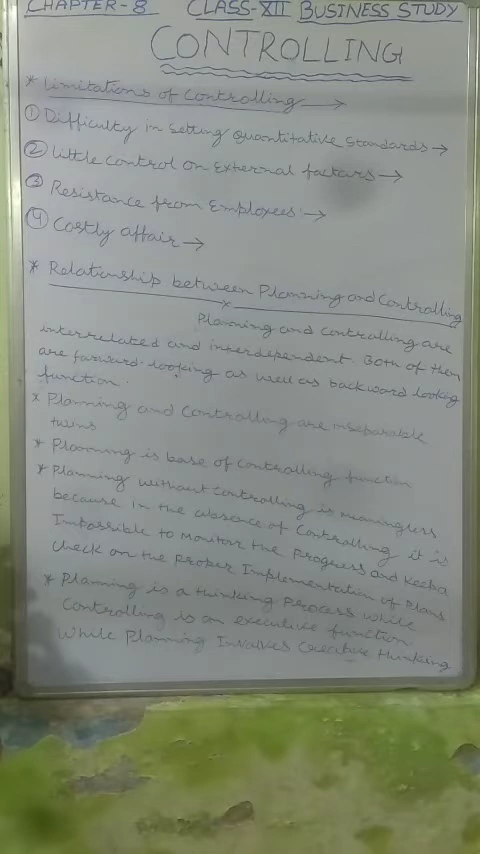 CHAPTER-8 CLASS-XII BUSINESS STUDY
CONTROLLING
* Limitations of Controlling →
① Difficulty in Setting Quantitative Standards →
② Little control on External factors →
③ Resistance from Employees →
④ Costly affair →
* Relationship between Planning and Controlling
Planning and Controlling are
interrelated and interdependent. Both of them
are forward-looking as well as backward looking
function.
* Planning and Controlling are inseparable
twins
* Planning is base of Controlling function
* Planning without Controlling is meaningless
because in the absence of Controlling it is
Impossible to Monitor the Progress and Keep a
check on the Proper Implementation of Plans
* Planning is a thinking Process while
Controlling is an executive function
While Planning Involves Creative thinking